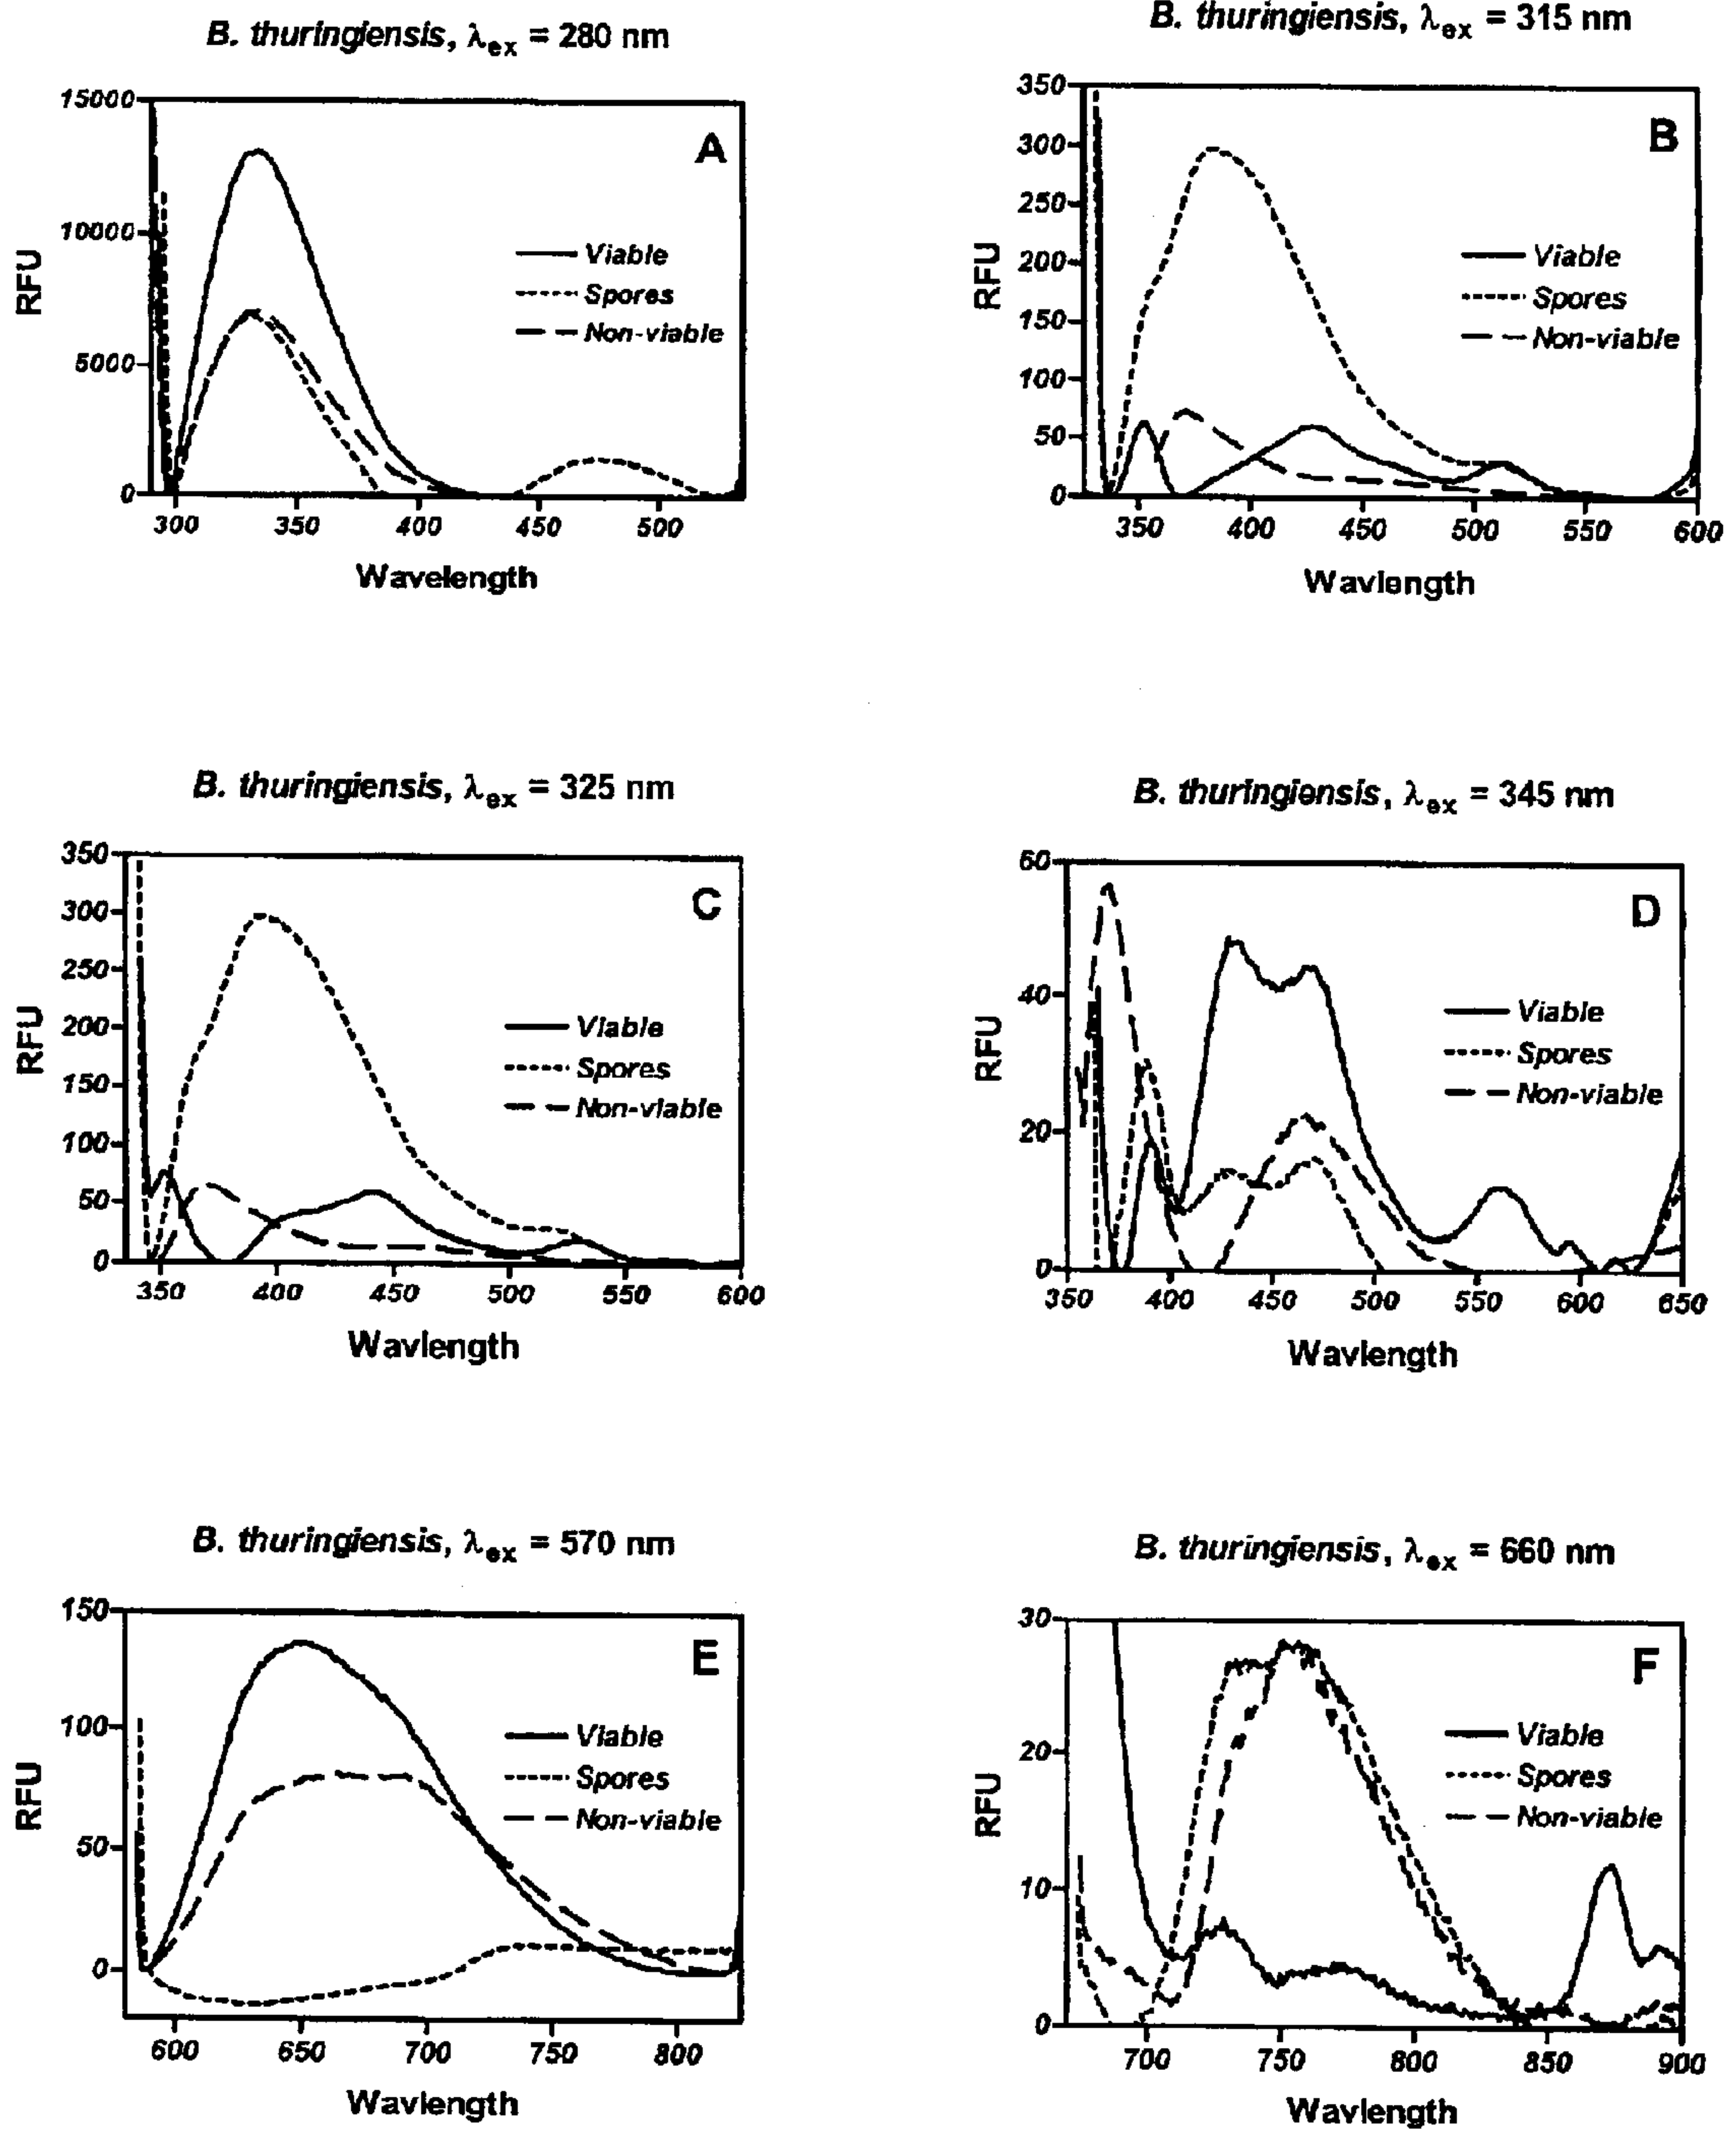 B. thuringiensis, λex = 280 nm
15000
10000
5000
0
RFU
A
Viable
Spores
Non-viable
300 350 400 450 500
Wavelength
B. thuringiensis, λex = 315 nm
350
300
250
200
150
100
50
0
RFU
B
Viable
Spores
Non-viable
350 400 450 500 550 600
Wavlength
B. thuringiensis, λex = 325 nm
350
300
250
200
150
100
50
0
RFU
C
Viable
Spores
Non-viable
350 400 450 500 550 600
Wavlength
B. thuringiensis, λex = 345 nm
60
40
20
0
RFU
D
Viable
Spores
Non-viable
350 400 450 500 550 600 650
Wavlength
B. thuringiensis, λex = 570 nm
150
100
50
0
RFU
E
Viable
Spores
Non-viable
600 650 700 750 800
Wavlength
B. thuringiensis, λex = 660 nm
30
20
10
0
RFU
F
Viable
Spores
Non-viable
700 750 800 850 900
Wavlength